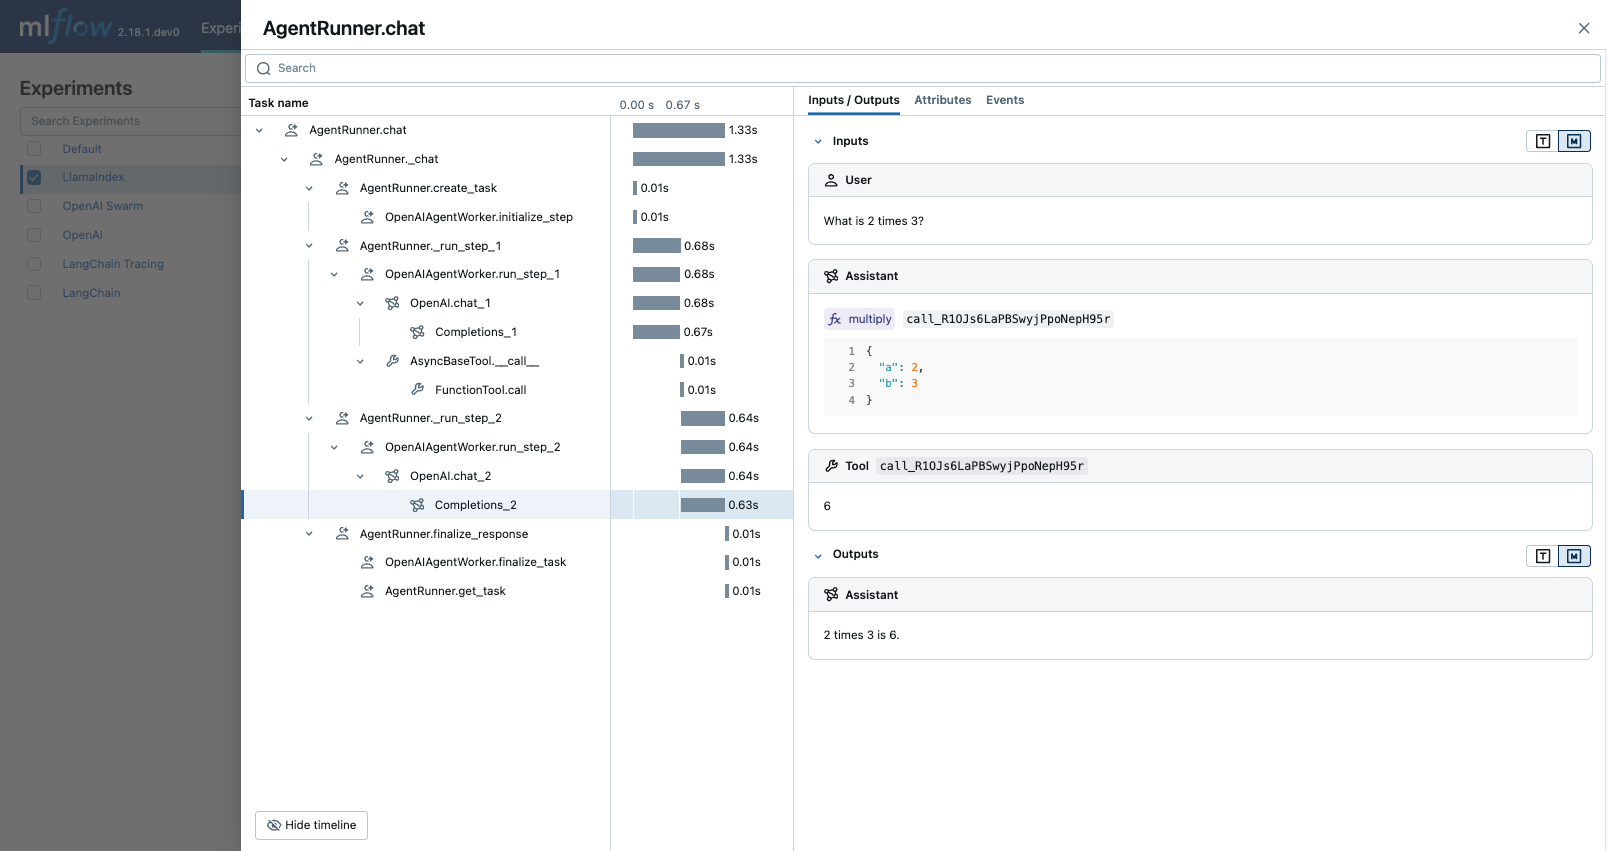 mlflow 2.18.1.dev0 Experi
Experiments
Search Experiments
Default
LlamaIndex
OpenAI Swarm
OpenAI
LangChain Tracing
LangChain
AgentRunner.chat
Search
Task name 0.00 s 0.67 s
AgentRunner.chat 1.33s
AgentRunner._chat 1.33s
AgentRunner.create_task 0.01s
OpenAIAgentWorker.initialize_step 0.01s
AgentRunner._run_step_1 0.68s
OpenAIAgentWorker.run_step_1 0.68s
OpenAI.chat_1 0.68s
Completions_1 0.67s
AsyncBaseTool.__call__ 0.01s
FunctionTool.call 0.01s
AgentRunner._run_step_2 0.64s
OpenAIAgentWorker.run_step_2 0.64s
OpenAI.chat_2 0.64s
Completions_2 0.63s
AgentRunner.finalize_response 0.01s
OpenAIAgentWorker.finalize_task 0.01s
AgentRunner.get_task 0.01s
Hide timeline
Inputs / Outputs Attributes Events
Inputs T M
User
What is 2 times 3?
Assistant
fx multiply call_R1OJs6LaPBSwyjPpoNepH95r
1 {
2 "a": 2,
3 "b": 3
4 }
Tool call_R1OJs6LaPBSwyjPpoNepH95r
6
Outputs T M
Assistant
2 times 3 is 6.